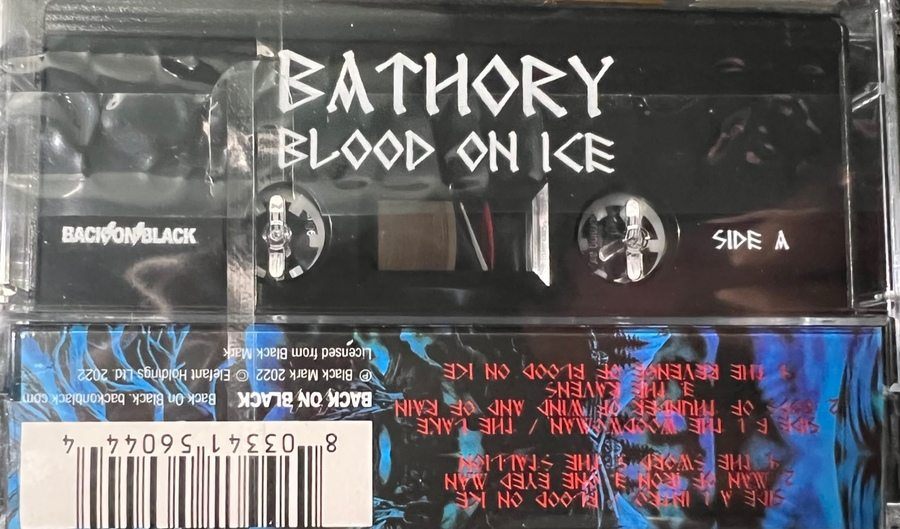 BATHORY
BLOOD ON ICE
BACK ON BLACK
SIDE A
SIDE A 1 INTRO / BLOOD ON ICE
2 MAN OF IRON 3 ONE EYED MAN
4 THE SWORD 5 THE STALLION
SIDE B 1 THE WOODWOMAN / THE LAKE
2 GODS OF THUNDER OF WIND AND OF RAIN
3 THE RAVENS
4 THE REVENGE OF BLOOD ON ICE
8 03341 56044 4
BACK ON BLACK Back On Black. backonblack.com
℗ Black Mark 2022 © Elefant Holdings Ltd. 2022
Licensed from Black Mark